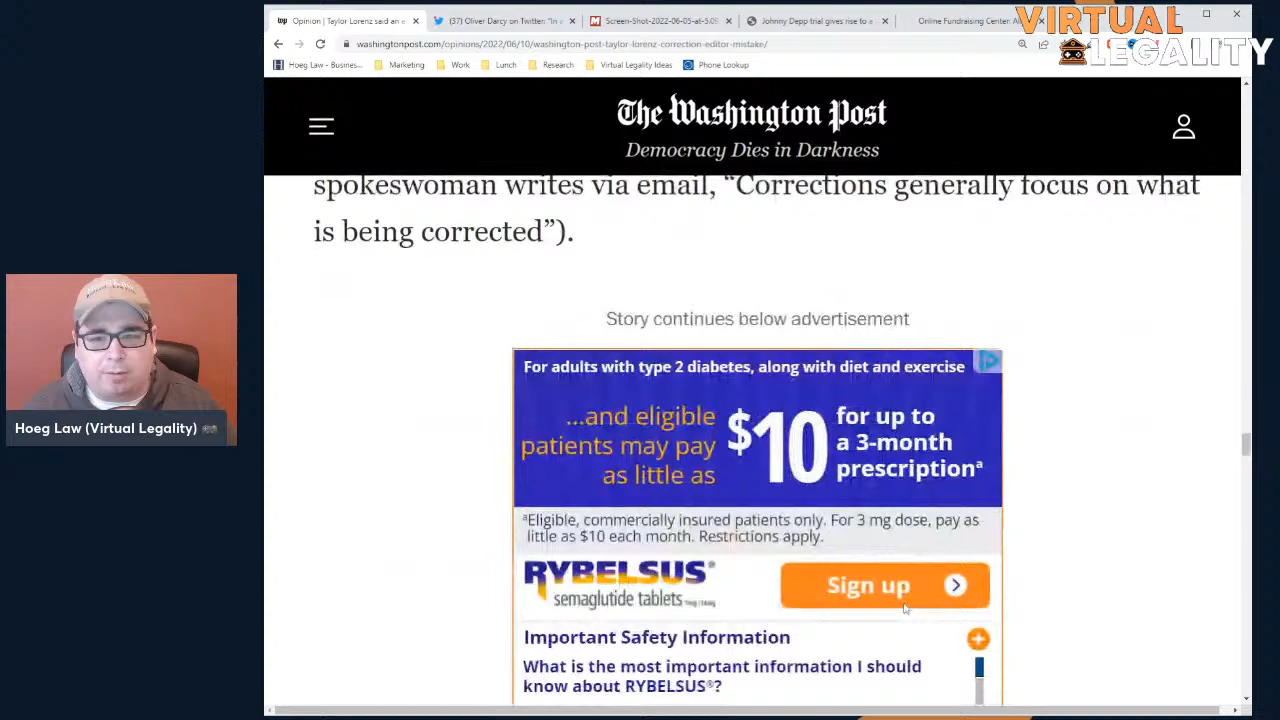 Opinion | Taylor Lorenz said an e
(37) Oliver Darcy on Twitter: "In a
Screen-Shot-2022-06-05-at-5.09
Johnny Depp trial gives rise to a
Online Fundraising Center: Al
VIRTUAL
LEGALITY
washingtonpost.com/opinions/2022/06/10/washington-post-taylor-lorenz-correction-editor-mistake/
Hoeg Law - Busines...
Marketing
Work
Lunch
Research
Virtual Legality Ideas
Phone Lookup
The Washington Post
Democracy Dies in Darkness
spokeswoman writes via email, “Corrections generally focus on what
is being corrected”).
Story continues below advertisement
For adults with type 2 diabetes, along with diet and exercise
...and eligible
patients may pay
as little as
$10
for up to
a 3-month
prescriptionᵃ
ᵃEligible, commercially insured patients only. For 3 mg dose, pay as
little as $10 each month. Restrictions apply.
RYBELSUS®
semaglutide tablets
Sign up
Important Safety Information
What is the most important information I should
know about RYBELSUS®?
Hoeg Law (Virtual Legality)